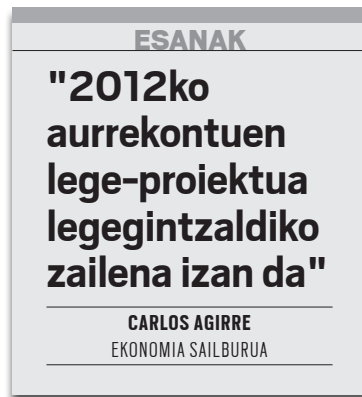 ESANAK
"2012ko
aurrekontuen
lege-proiektua
legegintzaldiko
zailena izan da"
CARLOS AGIRRE
EKONOMIA SAILBURUA